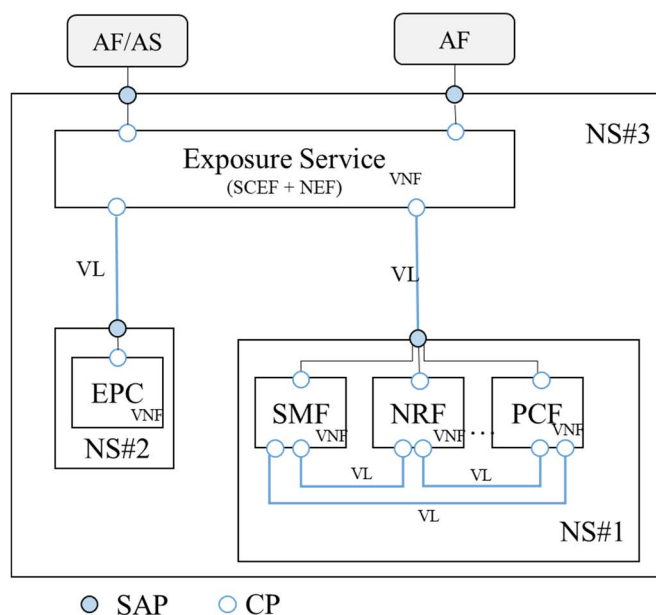 AF/AS
AF
NS#3
Exposure Service
VNF
(SCEF + NEF)
VL
VL
EPC
VNF
NS#2
SMF
VNF
NRF
VNF
...
PCF
VNF
VL
VL
VL
NS#1
SAP
CP